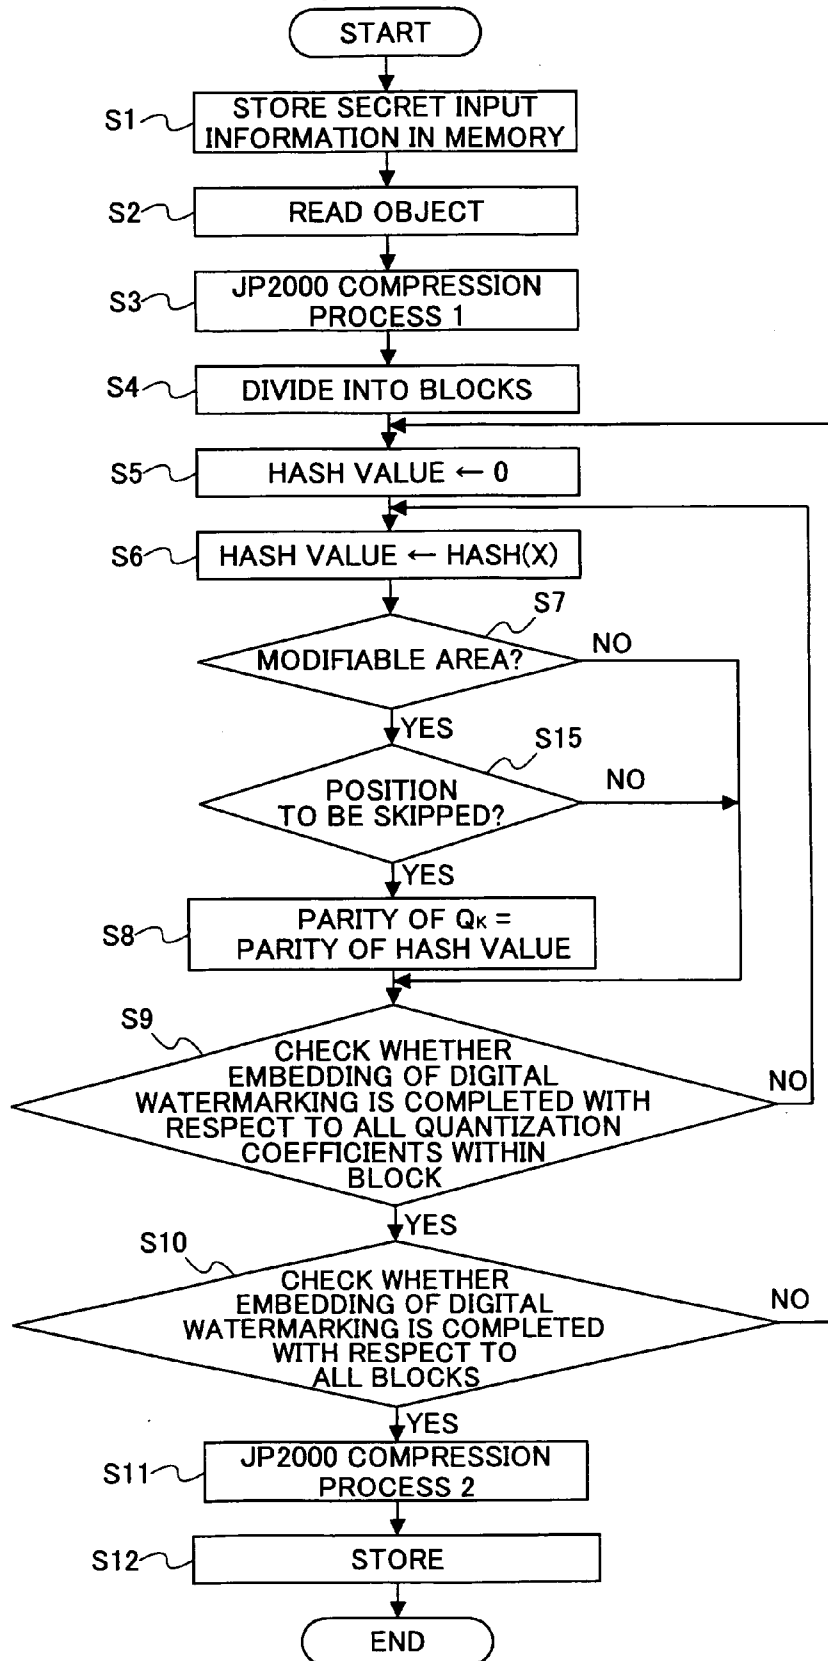 START
S1
STORE SECRET INPUT
INFORMATION IN MEMORY
S2
READ OBJECT
S3
JP2000 COMPRESSION
PROCESS 1
S4
DIVIDE INTO BLOCKS
S5
HASH VALUE ← 0
S6
HASH VALUE ← HASH(X)
S7
MODIFIABLE AREA?
NO
YES
S15
POSITION
TO BE SKIPPED?
NO
YES
S8
PARITY OF QK =
PARITY OF HASH VALUE
S9
CHECK WHETHER
EMBEDDING OF DIGITAL
WATERMARKING IS COMPLETED WITH
RESPECT TO ALL QUANTIZATION
COEFFICIENTS WITHIN
BLOCK
NO
YES
S10
CHECK WHETHER
EMBEDDING OF DIGITAL
WATERMARKING IS COMPLETED
WITH RESPECT TO
ALL BLOCKS
NO
YES
S11
JP2000 COMPRESSION
PROCESS 2
S12
STORE
END